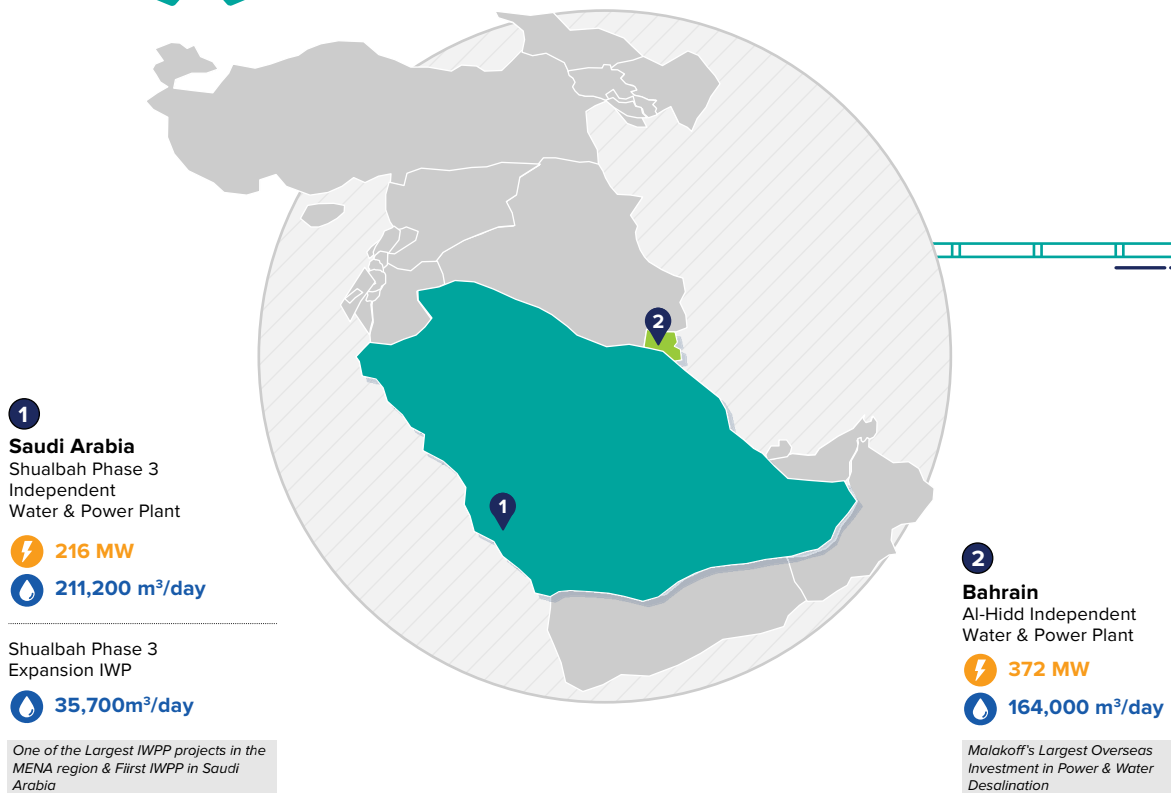 2
1
1
Saudi Arabia
Shualbah Phase 3
Independent
Water & Power Plant
216 MW
211,200 m³/day
Shualbah Phase 3
Expansion IWP
35,700m³/day
One of the Largest IWPP projects in the
MENA region & Fiirst IWPP in Saudi
Arabia
2
Bahrain
Al-Hidd Independent
Water & Power Plant
372 MW
164,000 m³/day
Malakoff's Largest Overseas
Investment in Power & Water
Desalination